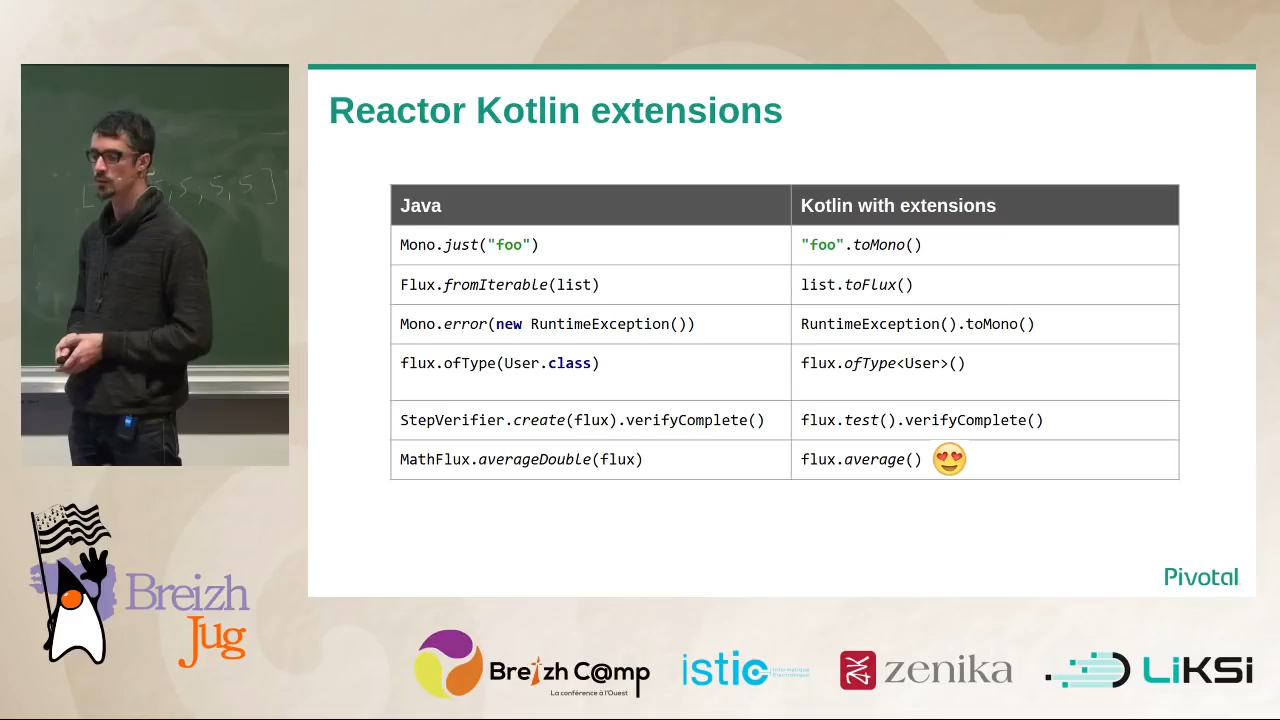 Reactor Kotlin extensions
Java
Kotlin with extensions
Mono.just("foo")
"foo".toMono()
Flux.fromIterable(list)
list.toFlux()
Mono.error(new RuntimeException())
RuntimeException().toMono()
flux.ofType(User.class)
flux.ofType<User>()
StepVerifier.create(flux).verifyComplete()
flux.test().verifyComplete()
MathFlux.averageDouble(flux)
flux.average()
Pivotal
Breizh
Jug
Breizh C@mp
La conférence à l'Ouest
istic
Informatique
Électronique
zenika
LiKSi